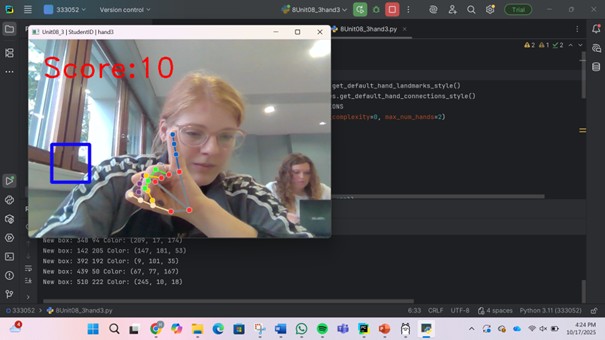 333052
Version control
8Unit08_3hand3.py
Trial
Unit08_3 | StudentID | hand3
3hand3.py
Score:10
2 1 2
get_default_hand_landmarks_style()
s.get_default_hand_connections_style()
IONS
complexity=0, max_num_hands=2)
New box: 348 94 Color: (209, 17, 174)
New box: 142 205 Color: (147, 181, 53)
New box: 392 192 Color: (9, 101, 35)
New box: 439 50 Color: (67, 77, 167)
New box: 510 222 Color: (245, 10, 18)
333052 > 8Unit08_3hand3.py
6:33 CRLF UTF-8 4 spaces Python 3.11 (333052)
4:24 PM
10/17/2025